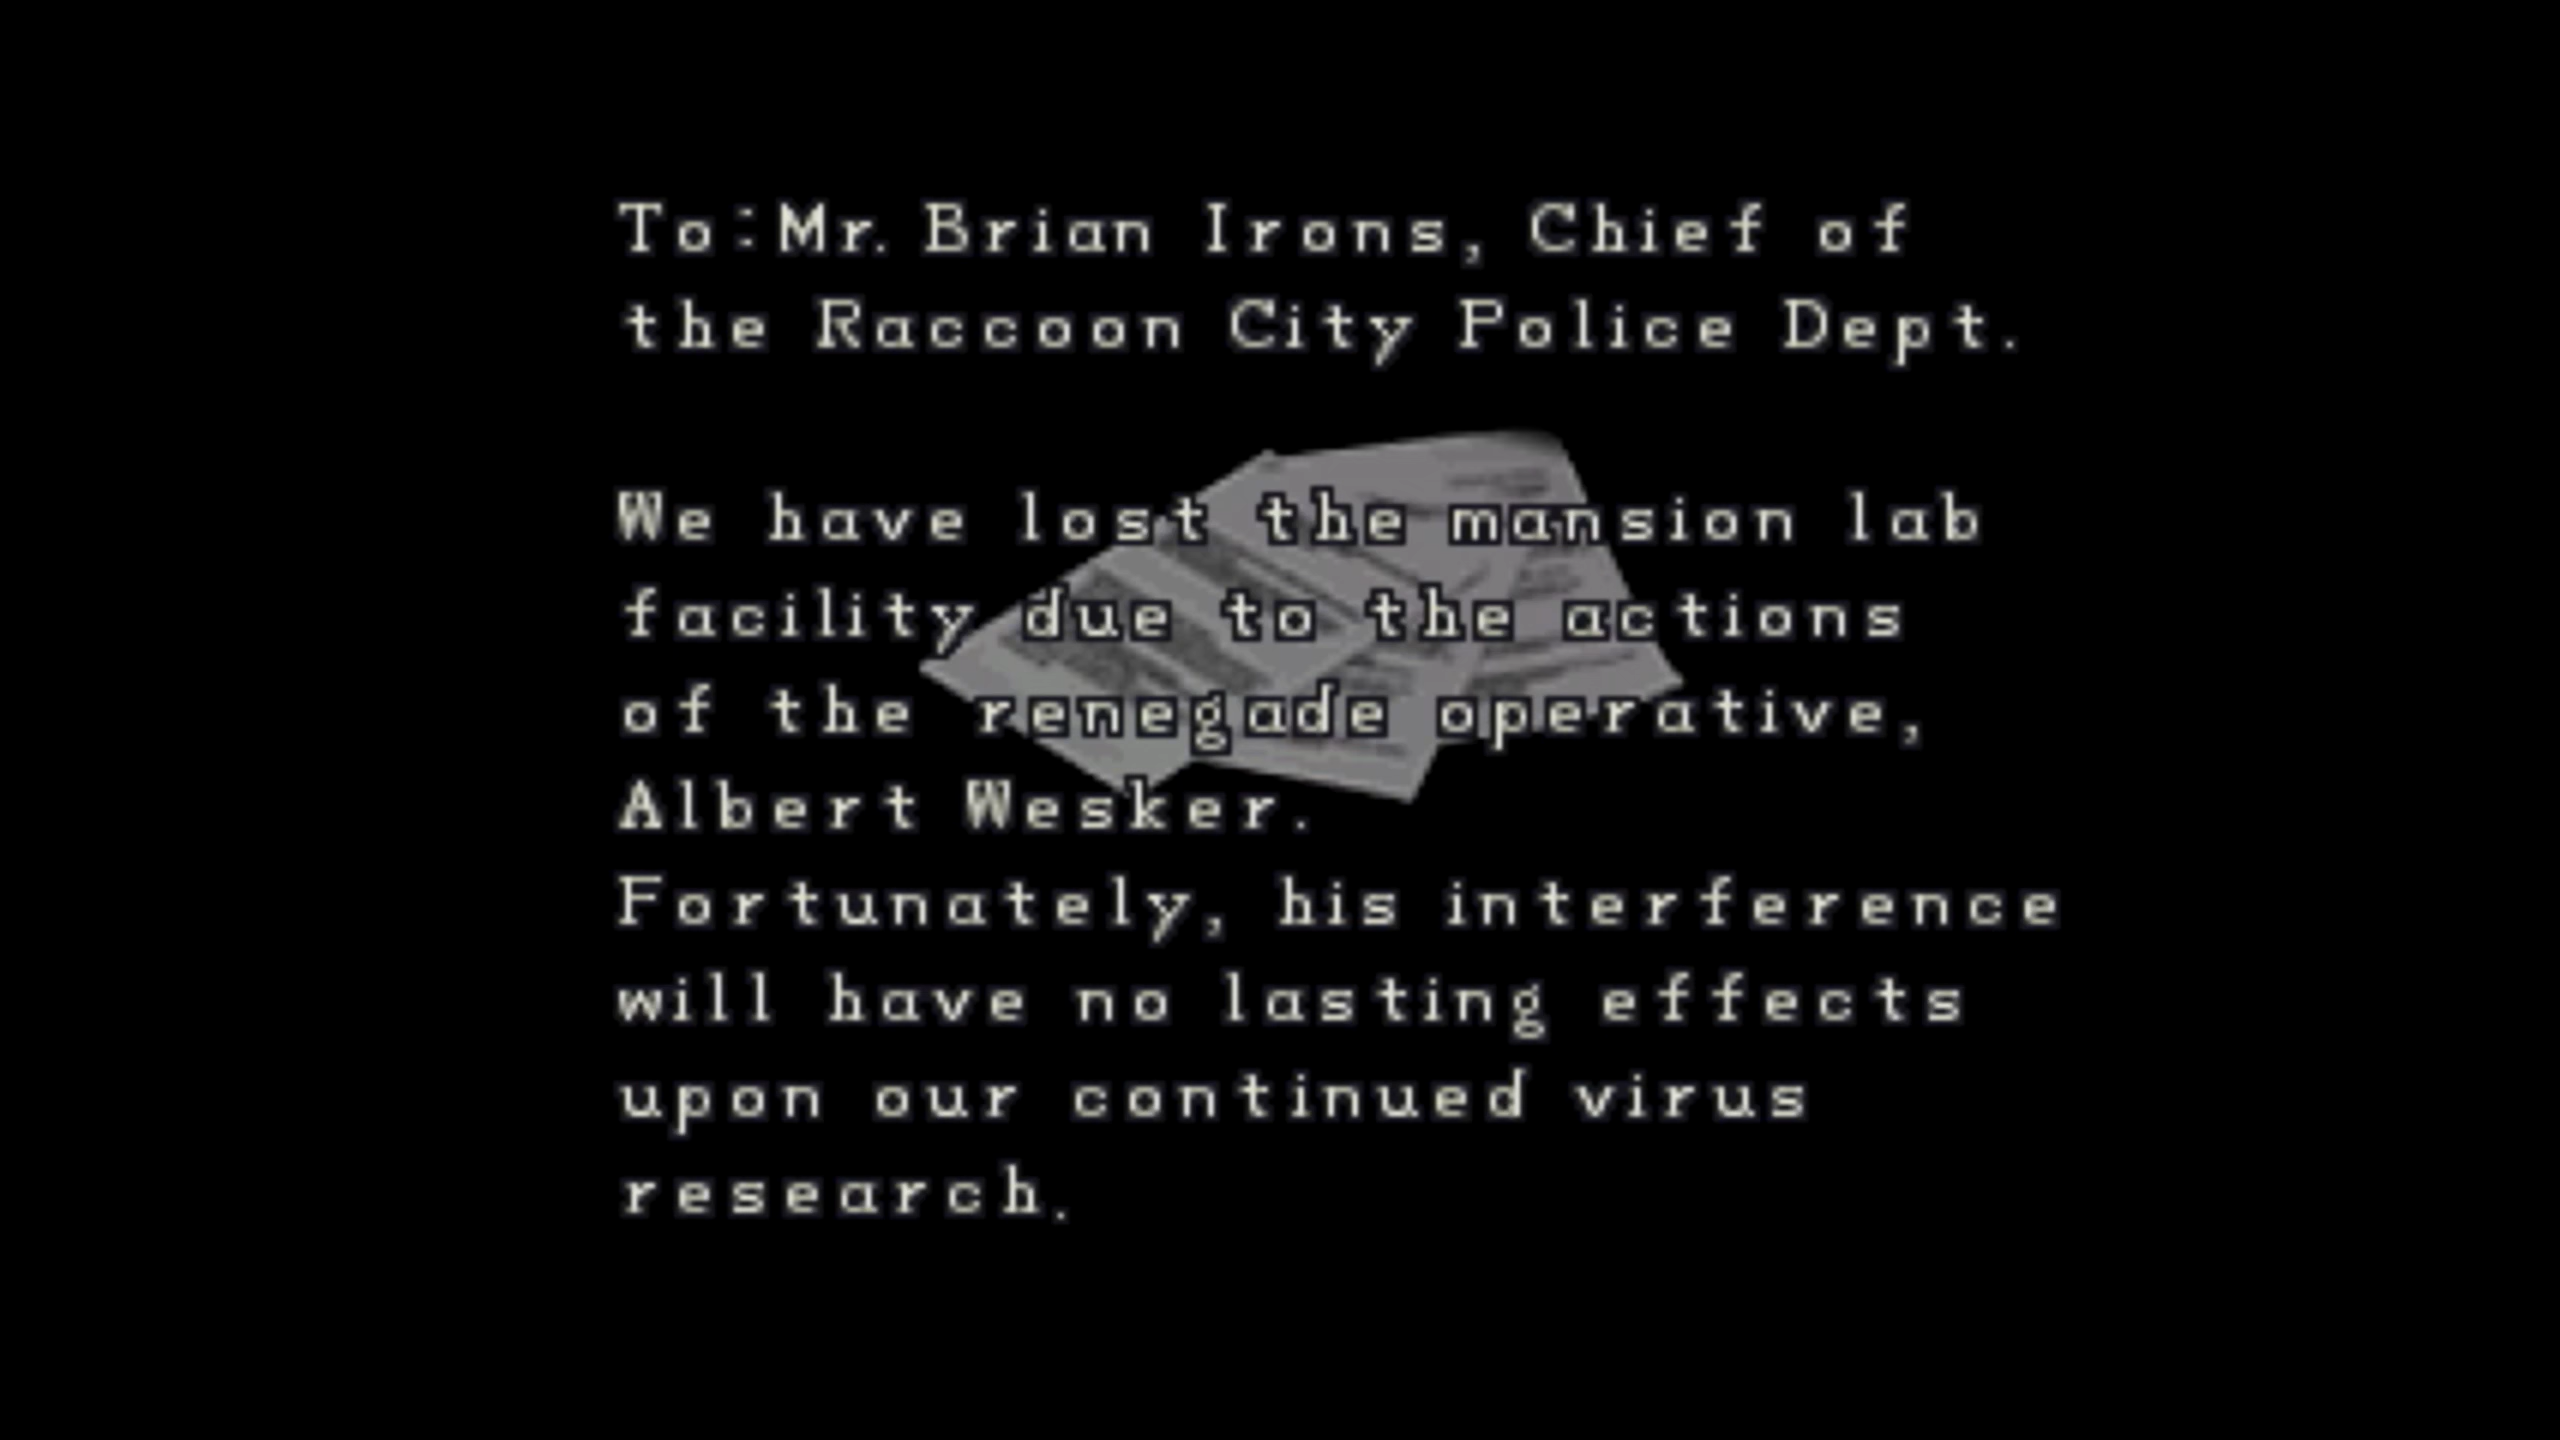 To:Mr. Brian Irons, Chief of
the Raccoon City Police Dept.
We have lost the mansion lab
facility due to the actions
of the renegade operative,
Albert Wesker.
Fortunately, his interference
will have no lasting effects
upon our continued virus
research.